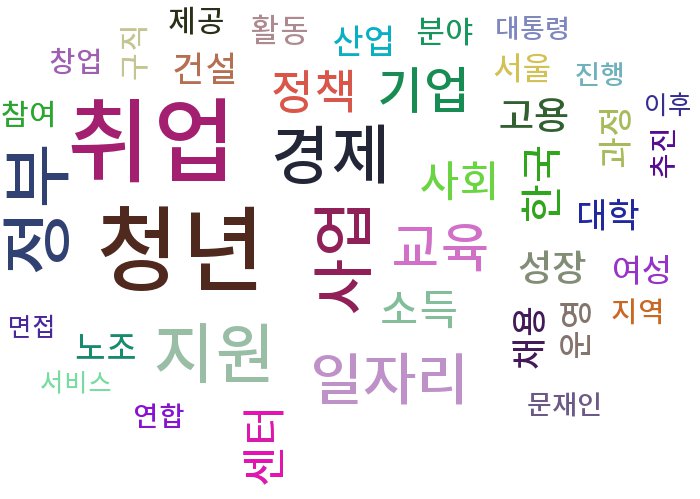 제공
활동
산업
분야
대통령
창업
구직
건설
정책
기업
서울
진행
참여
취업
경제
고용
과정
이후
추진
정부
사회
한국
대학
청년
사업
교육
성장
여성
면접
노조
지원
소득
채용
운영
지역
서비스
일자리
연합
센터
문재인